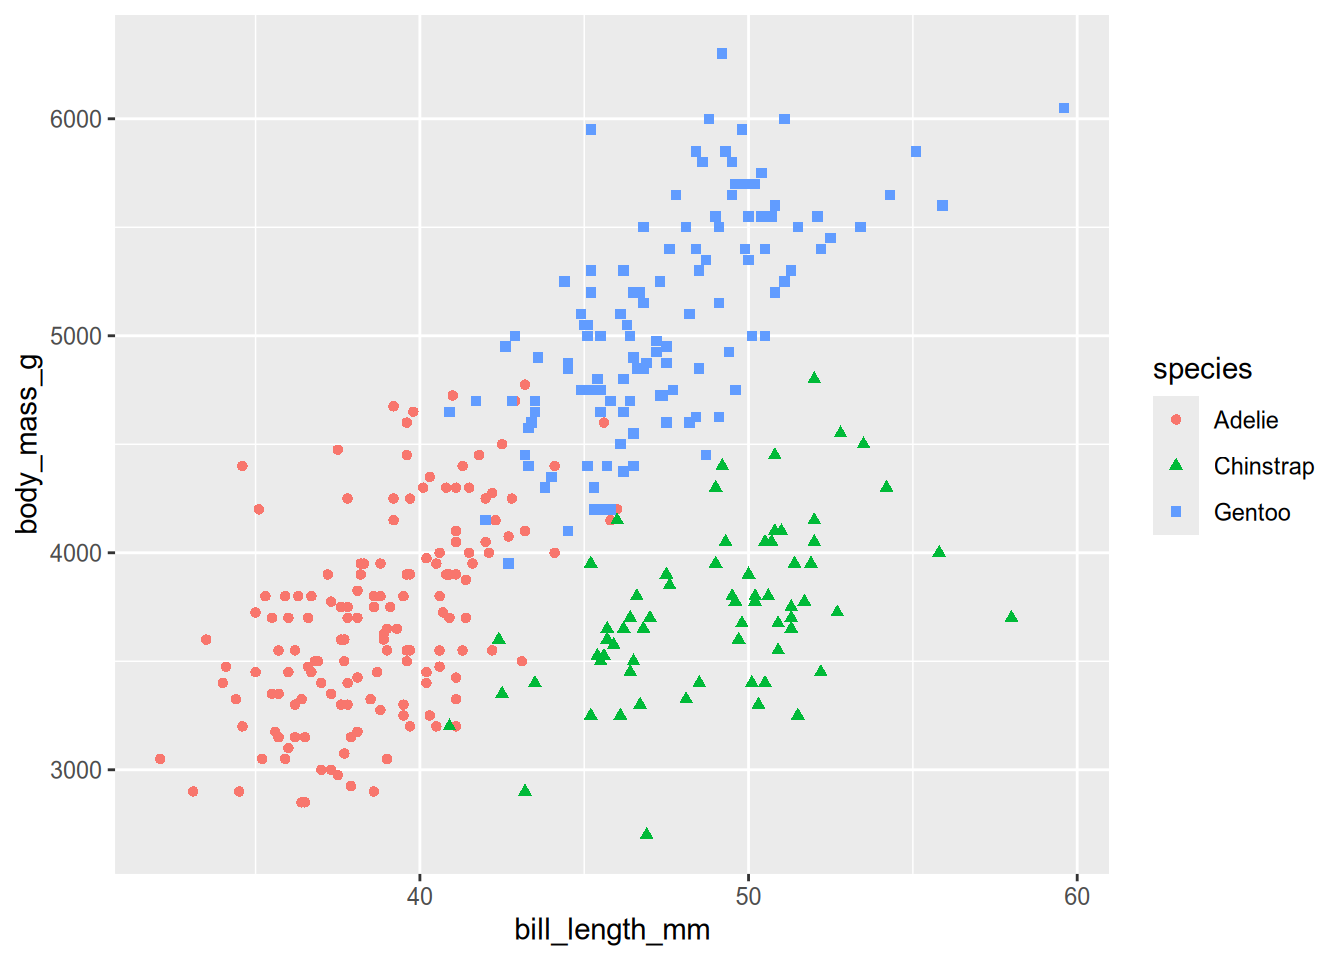 6000
5000
4000
3000
body_mass_g
40
50
60
bill_length_mm
species
Adelie
Chinstrap
Gentoo